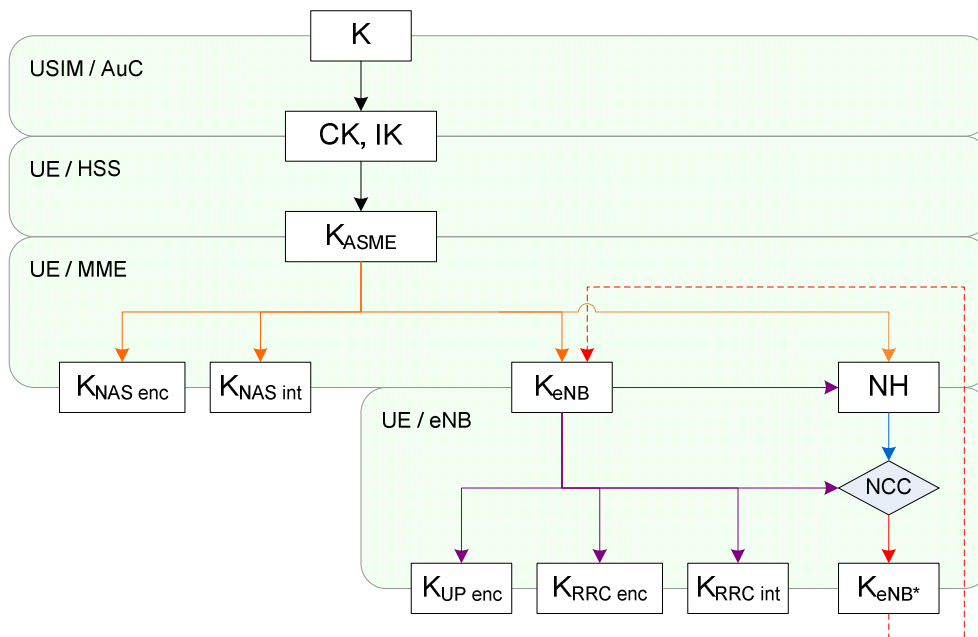 K
USIM / AuC
CK, IK
UE / HSS
KASME
UE / MME
KNAS enc
KNAS int
KeNB
NH
UE / eNB
NCC
KUP enc
KRRC enc
KRRC int
KeNB*